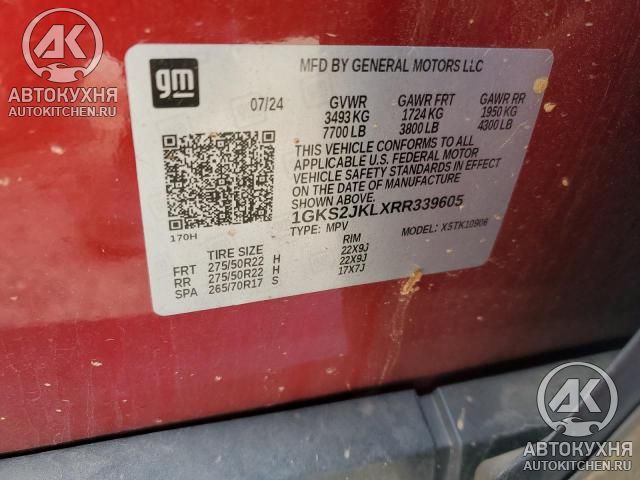 АВТОКУХНЯ
AUTOKITCHEN.RU
gm
MFD BY GENERAL MOTORS LLC
07/24 GVWR GAWR FRT GAWR RR
3493 KG 1724 KG 1950 KG
7700 LB 3800 LB 4300 LB
THIS VEHICLE CONFORMS TO ALL
APPLICABLE U.S. FEDERAL MOTOR
VEHICLE SAFETY STANDARDS IN EFFECT
ON THE DATE OF MANUFACTURE
SHOWN ABOVE.
1GKS2JKLXRR339605
TYPE: MPV MODEL: X5TK10906
170H
TIRE SIZE RIM
FRT 275/50R22 H 22X9J
RR 275/50R22 H 22X9J
SPA 265/70R17 S 17X7J
АК
АВТОКУХНЯ
AUTOKITCHEN.RU